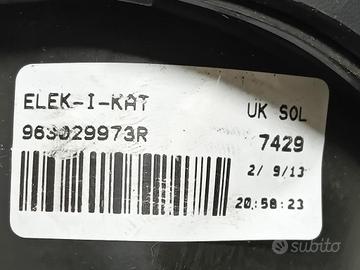 ELEK-I-KAT
UK SOL
963029973R
7429
2/ 9/13
20:58:23
subito